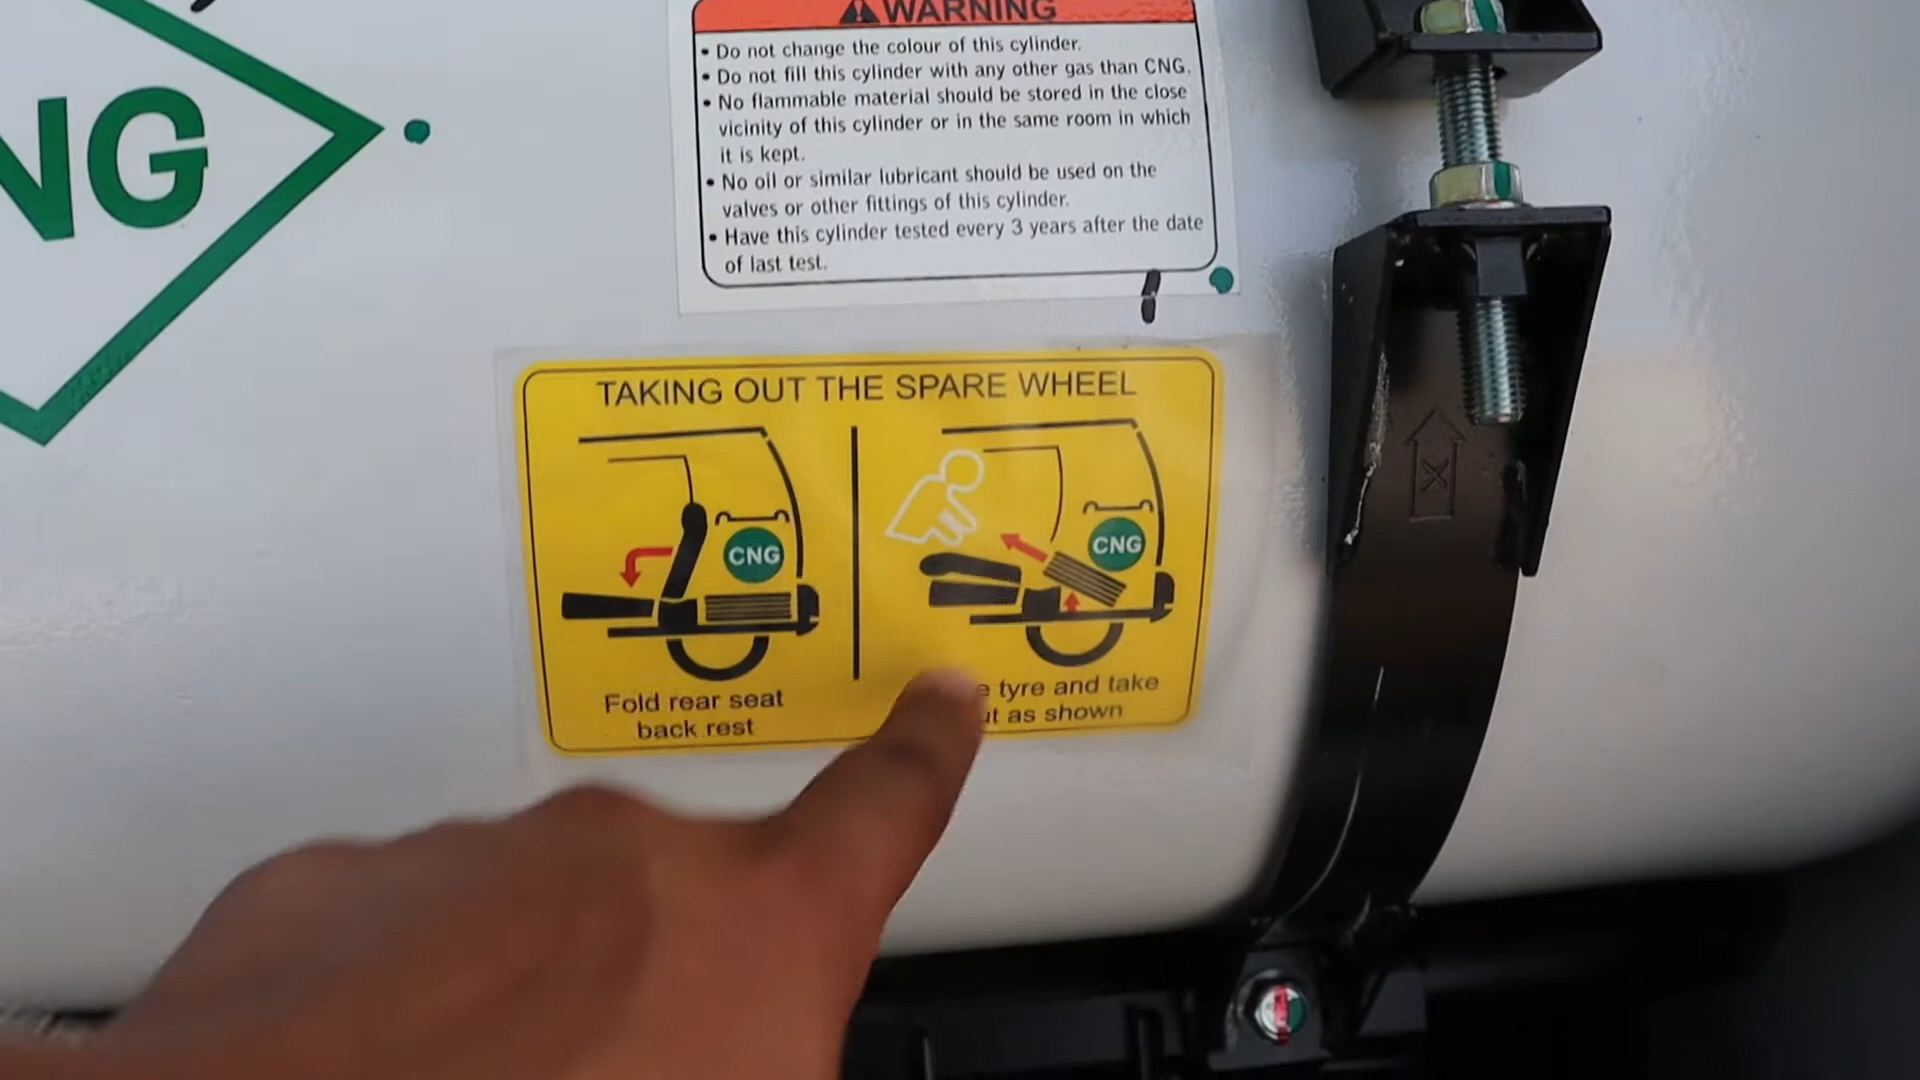 NG
WARNING
• Do not change the colour of this cylinder.
• Do not fill this cylinder with any other gas than CNG.
• No flammable material should be stored in the close
vicinity of this cylinder or in the same room in which
it is kept.
• No oil or similar lubricant should be used on the
valves or other fittings of this cylinder.
• Have this cylinder tested every 3 years after the date
of last test.
TAKING OUT THE SPARE WHEEL
CNG
CNG
Fold rear seat
back rest
tyre and take
as shown